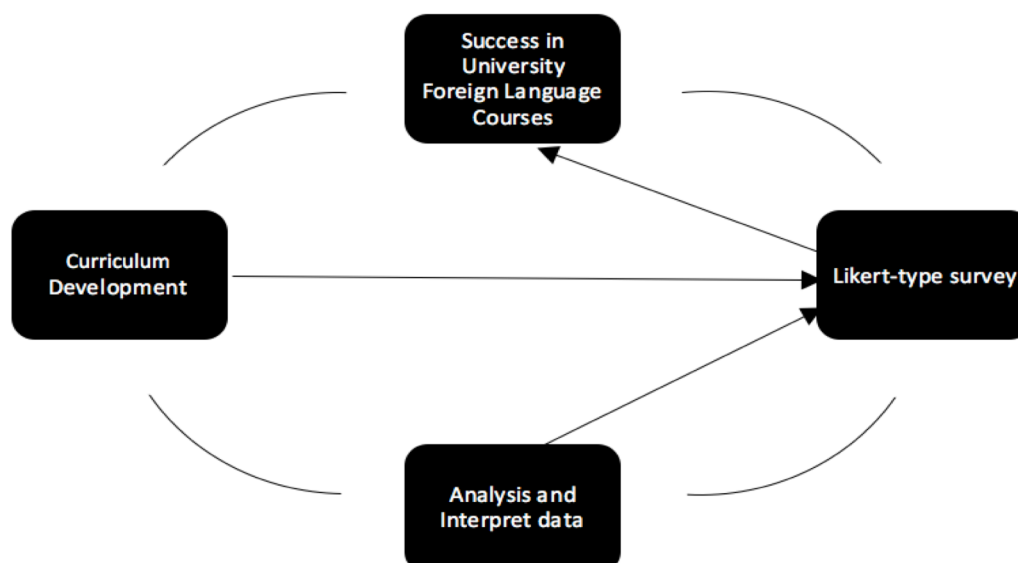 Success in
University
Foreign Language
Courses
Curriculum
Development
Likert-type survey
Analysis and
Interpret data